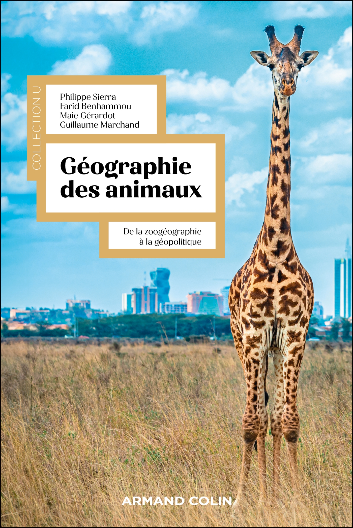 COLLECTION U
Philippe Sierra
Farid Benhammou
Maie Gérardot
Guillaume Marchand
Géographie
des animaux
De la zoogéographie
à la géopolitique
ARMAND COLIN